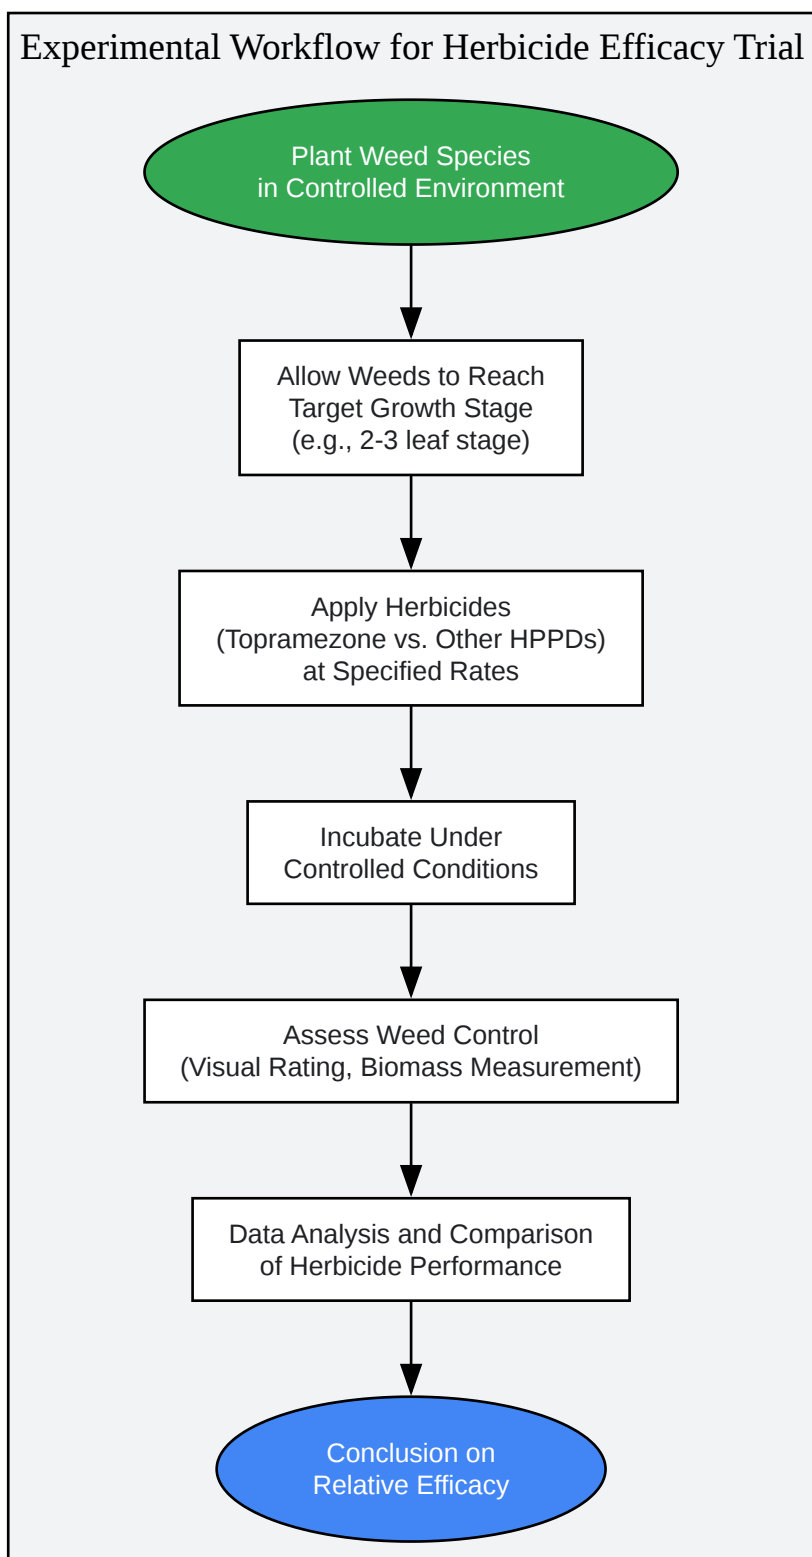 Experimental Workflow for Herbicide Efficacy Trial
Plant Weed Species
in Controlled Environment
Allow Weeds to Reach
Target Growth Stage
(e.g., 2-3 leaf stage)
Apply Herbicides
(Topramezone vs. Other HPPDs)
at Specified Rates
Incubate Under
Controlled Conditions
Assess Weed Control
(Visual Rating, Biomass Measurement)
Data Analysis and Comparison
of Herbicide Performance
Conclusion on
Relative Efficacy